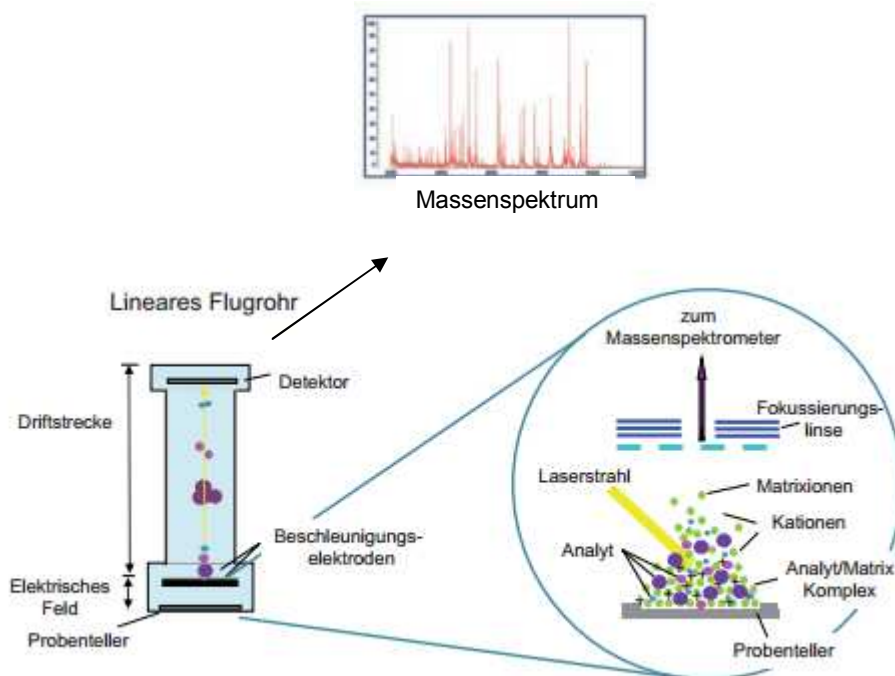 Massenspektrum
Lineares Flugrohr
Detektor
Driftstrecke
Beschleunigungs-
elektroden
Elektrisches
Feld
Probenteller
zum
Massenspektrometer
Fokussierungs-
linse
Laserstrahl
Matrixionen
Kationen
Analyt
Analyt/Matrix
Komplex
Probenteller